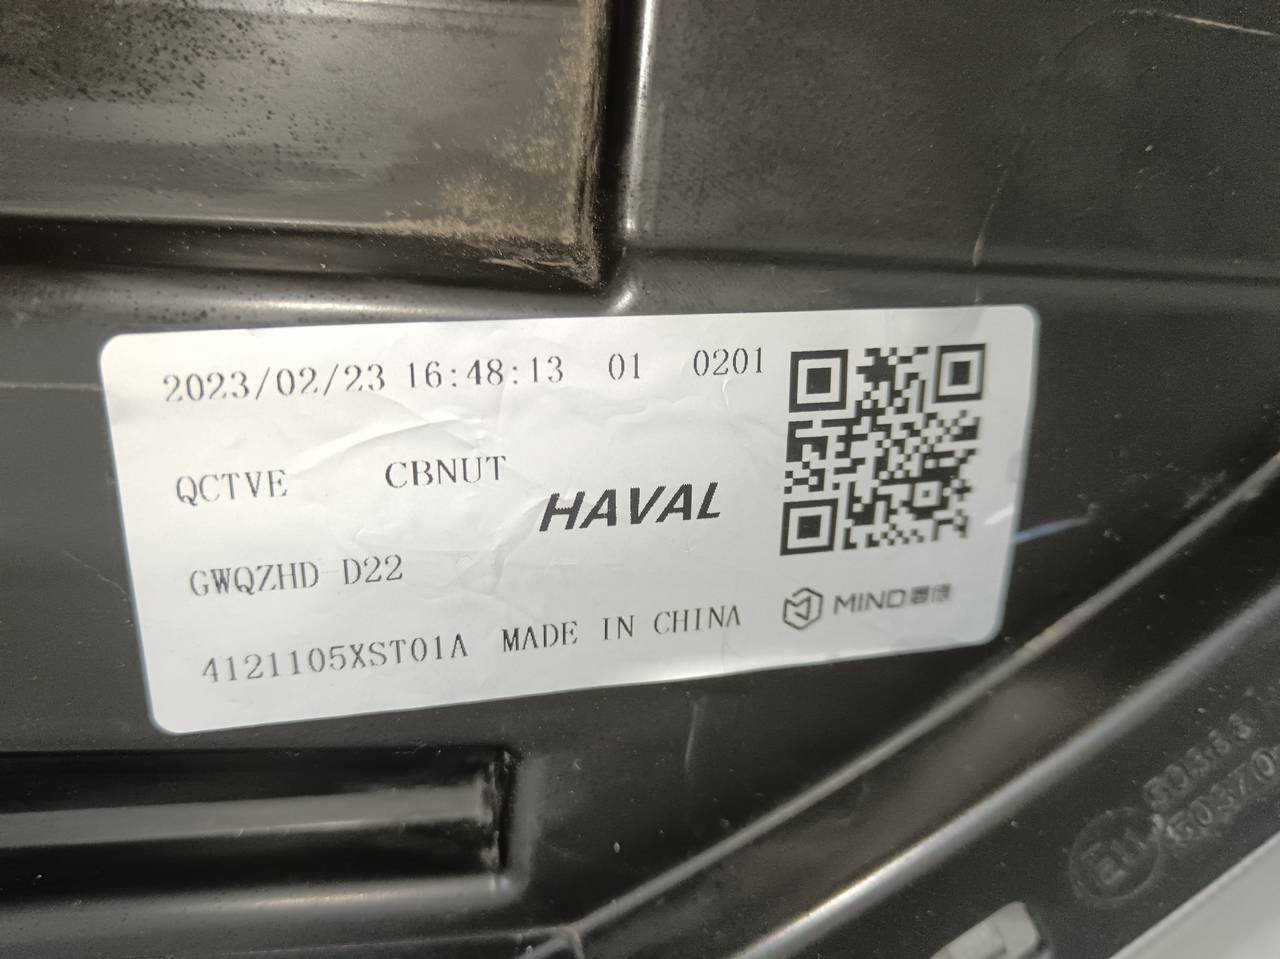 2023/02/23 16:48:13 01 0201
QCTVE CBNUT
HAVAL
GWQZHD D22
4121105XST01A MADE IN CHINA
MIND